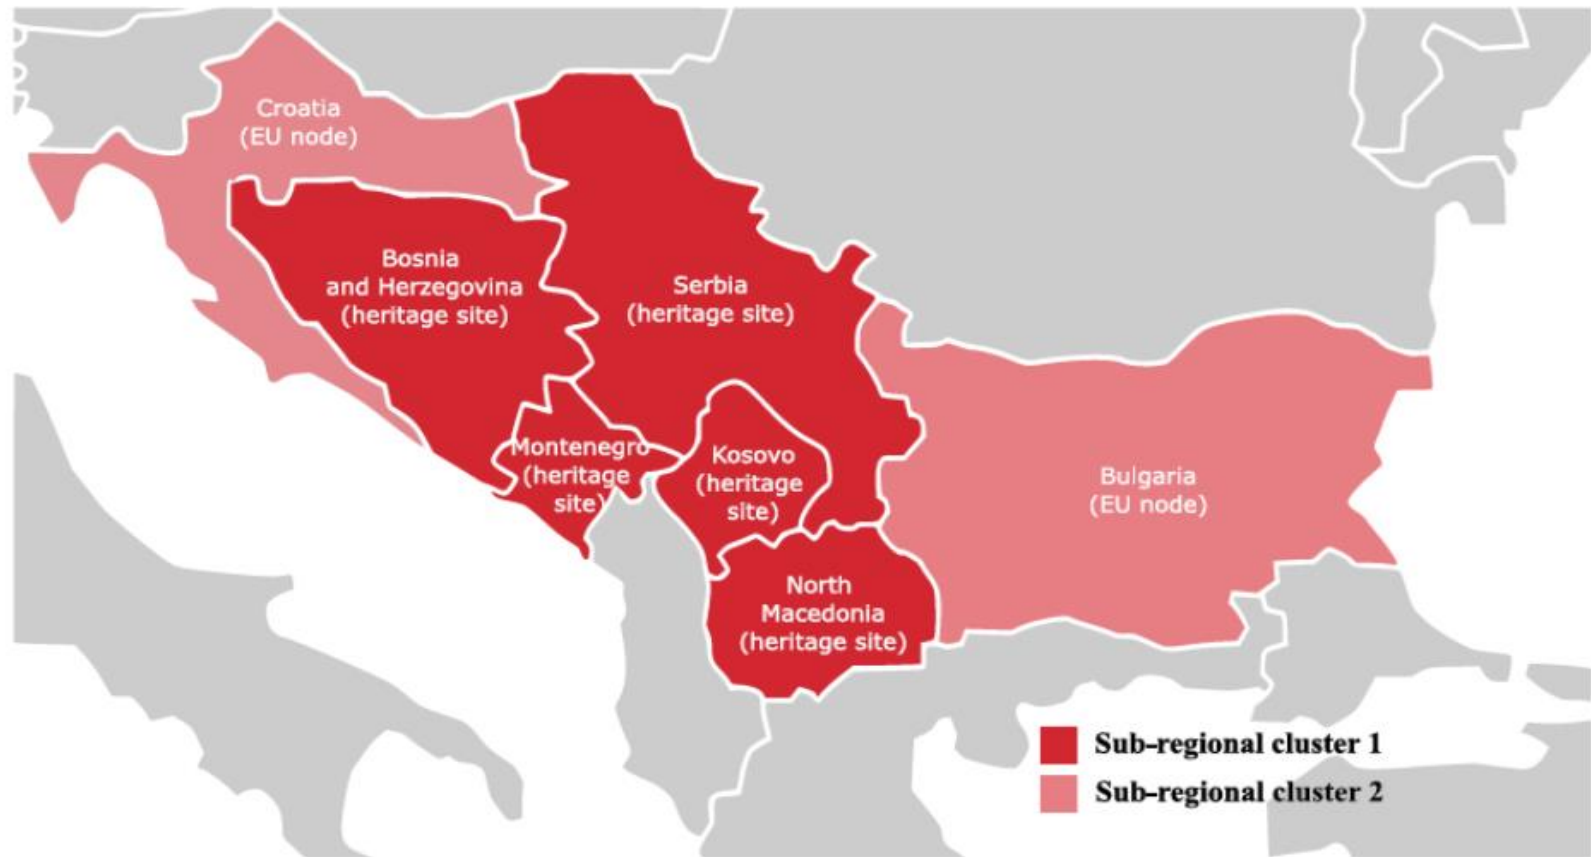 Croatia
(EU node)
Bosnia
and Herzegovina
(heritage site)
Serbia
(heritage site)
Montenegro
(heritage
site)
Kosovo
(heritage
site)
Bulgaria
(EU node)
North
Macedonia
(heritage site)
Sub-regional cluster 1
Sub-regional cluster 2